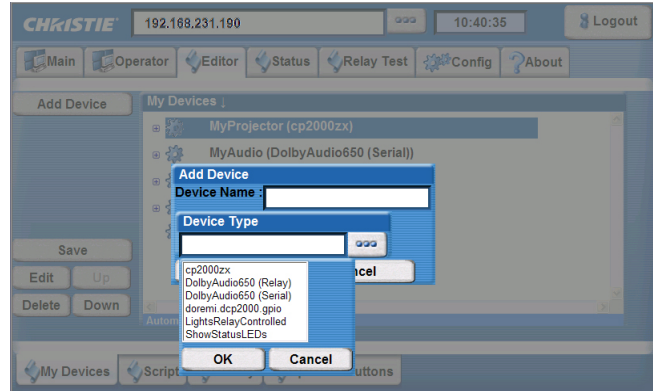 CHRISTIE 192.168.231.190 10:40:35 Logout
Main Operator Editor Status Relay Test Config About
Add Device My Devices ↓
MyProjector (cp2000zx)
MyAudio (DolbyAudio650 (Serial))
Add Device
Device Name :
Device Type
ncel
cp2000zx
DolbyAudio650 (Relay)
DolbyAudio650 (Serial)
doremi.dcp2000.gpio
LightsRelayControlled
ShowStatusLEDs
OK Cancel
Save
Edit Up
Delete Down
Autom
My Devices Script uttons